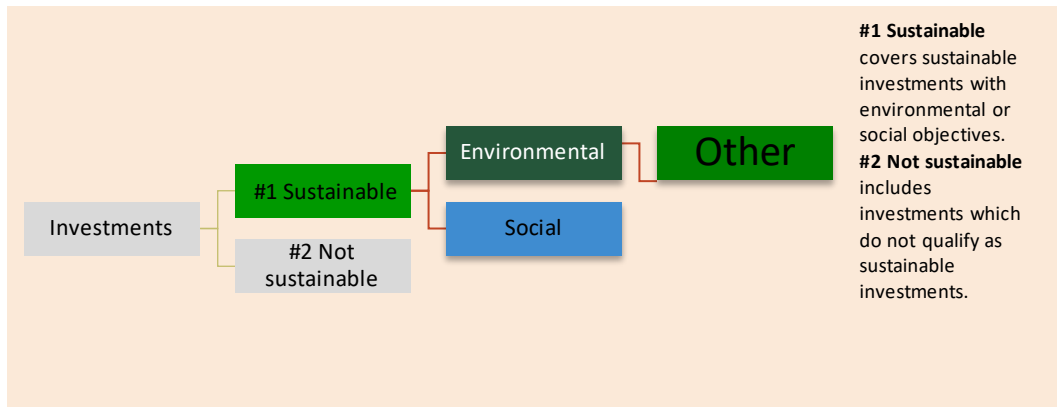 Investments
#1 Sustainable
#2 Not
sustainable
Environmental
Social
Other
#1 Sustainable
covers sustainable
investments with
environmental or
social objectives.
#2 Not sustainable
includes
investments which
do not qualify as
sustainable
investments.